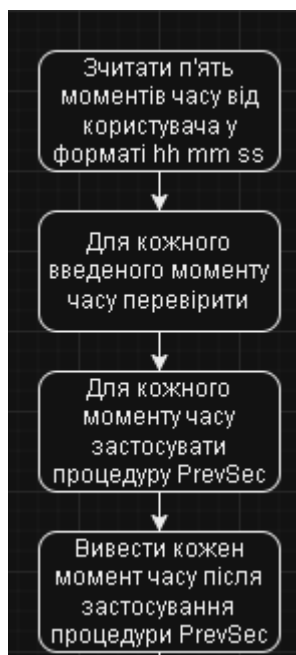 Зчитати п'ять
моментів часу від
користувача у
форматі hh mm ss
Для кожного
введеного моменту
часу перевірити
Для кожного
моменту часу
застосувати
процедуру PrevSec
Вивести кожен
момент часу після
застосування
процедури PrevSec